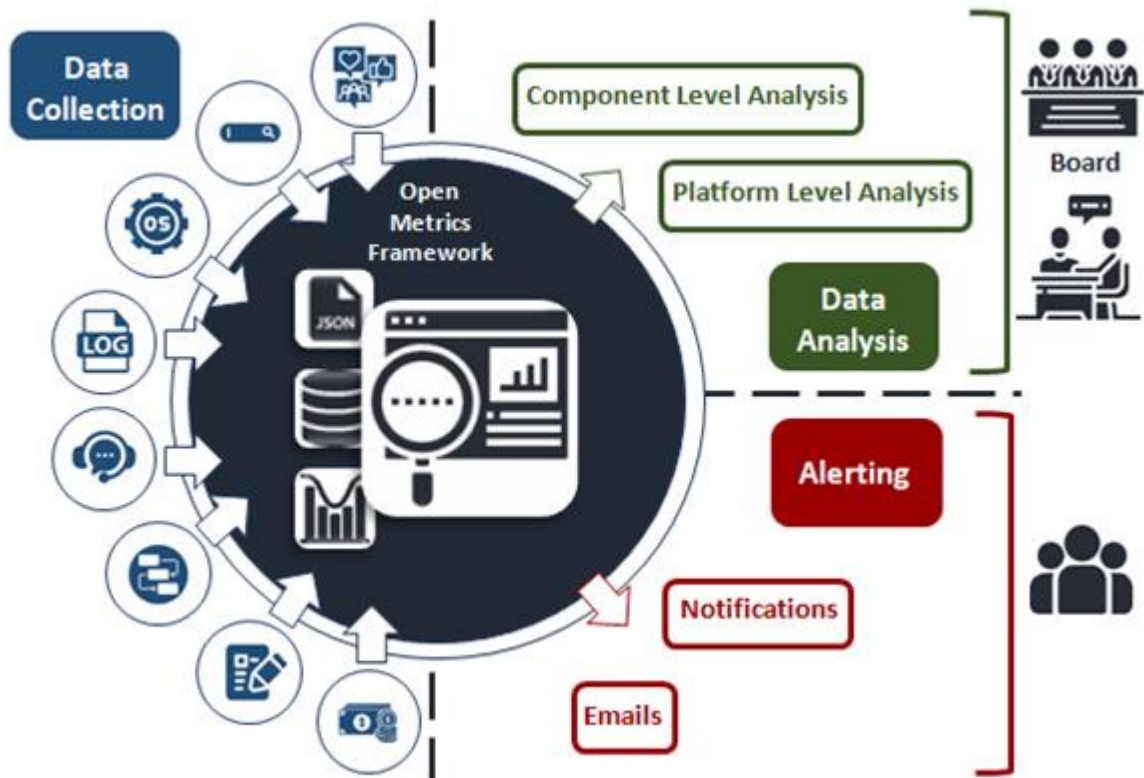 Data
Collection
Component Level Analysis
Platform Level Analysis
Board
Open
Metrics
Framework
OS
JSON
LOG
Data
Analysis
Alerting
Notifications
Emails